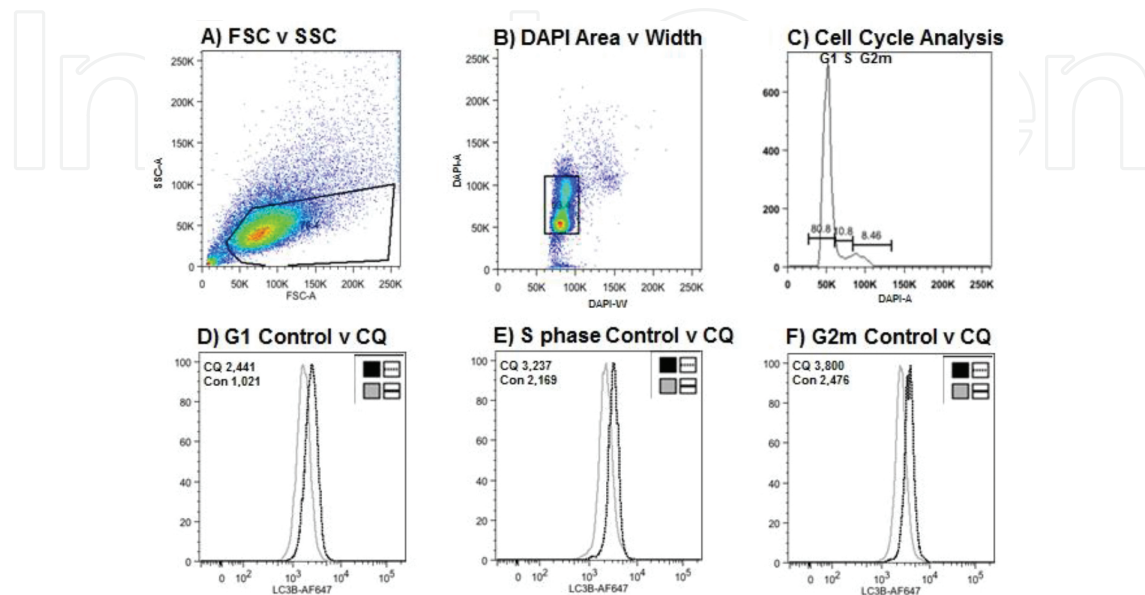 A) FSC v SSC
250K
200K
150K
100K
50K
0
SSC-A
0 50K 100K 150K 200K 250K
FSC-A
B) DAPI Area v Width
250K
200K
150K
100K
50K
0
DAPI-A
0 50K 100K 150K 200K 250K
DAPI-W
C) Cell Cycle Analysis
G1 S G2m
600
400
200
0
80.8 10.8 8.46
0 50K 100K 150K 200K 250K
DAPI-A
D) G1 Control v CQ
CQ 2,441
Con 1,021
100
80
60
40
20
0
0 10² 10³ 10⁴ 10⁵
LC3B-AF647
E) S phase Control v CQ
CQ 3,237
Con 2,169
100
80
60
40
20
0
0 10² 10³ 10⁴ 10⁵
LC3B-AF647
F) G2m Control v CQ
CQ 3,800
Con 2,476
100
80
60
40
20
0
0 10² 10³ 10⁴ 10⁵
LC3B-AF647